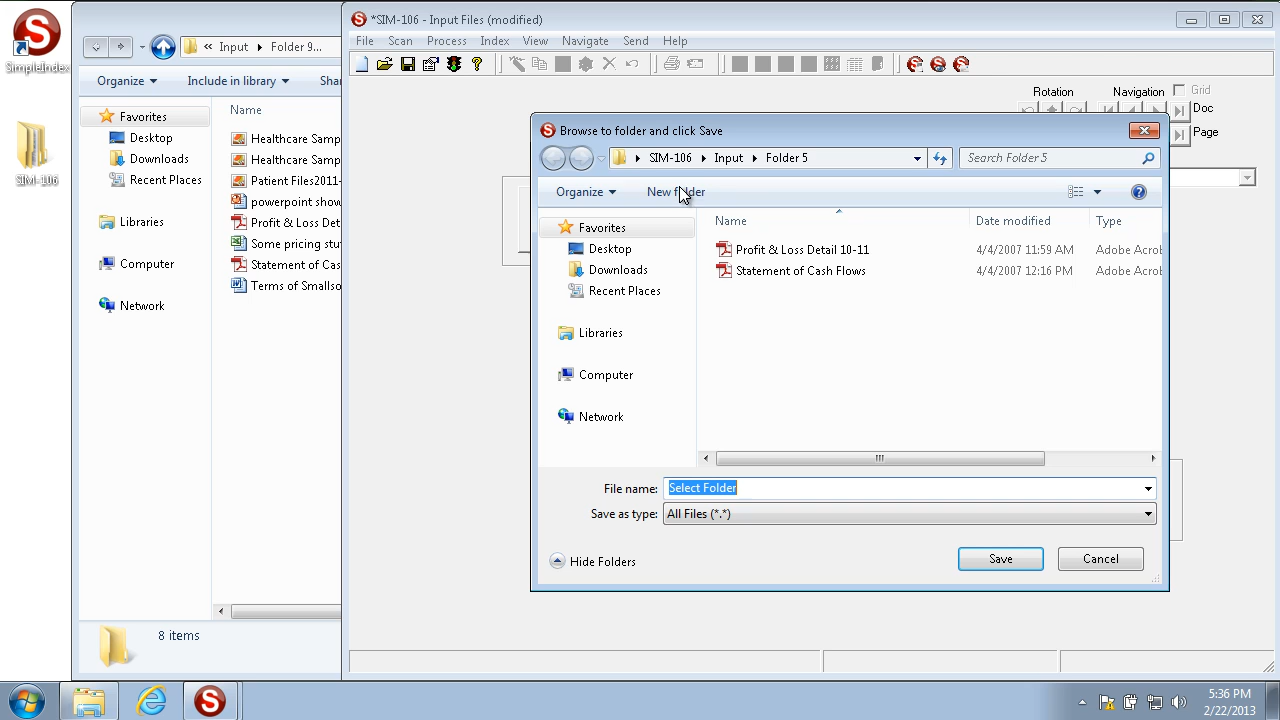 SimpleIndex
SIM-106
Input
Folder 9...
Organize
Include in library
Shar
Favorites
Desktop
Downloads
Recent Places
Libraries
Computer
Network
Name
Healthcare Samp
Healthcare Samp
Patient Files2011-
powerpoint show
Profit & Loss Det
Some pricing stu
Statement of Cas
Terms of Smallso
8 items
*SIM-106 - Input Files (modified)
File Scan Process Index View Navigate Send Help
Rotation
Navigation
Grid
Doc
Page
Browse to folder and click Save
SIM-106
Input
Folder 5
Search Folder 5
Organize
New folder
Favorites
Desktop
Downloads
Recent Places
Libraries
Computer
Network
Name Date modified Type
Profit & Loss Detail 10-11 4/4/2007 11:59 AM Adobe Acrob
Statement of Cash Flows 4/4/2007 12:16 PM Adobe Acrob
File name: Select Folder
Save as type: All Files (*.*)
Hide Folders
Save
Cancel
5:36 PM
2/22/2013